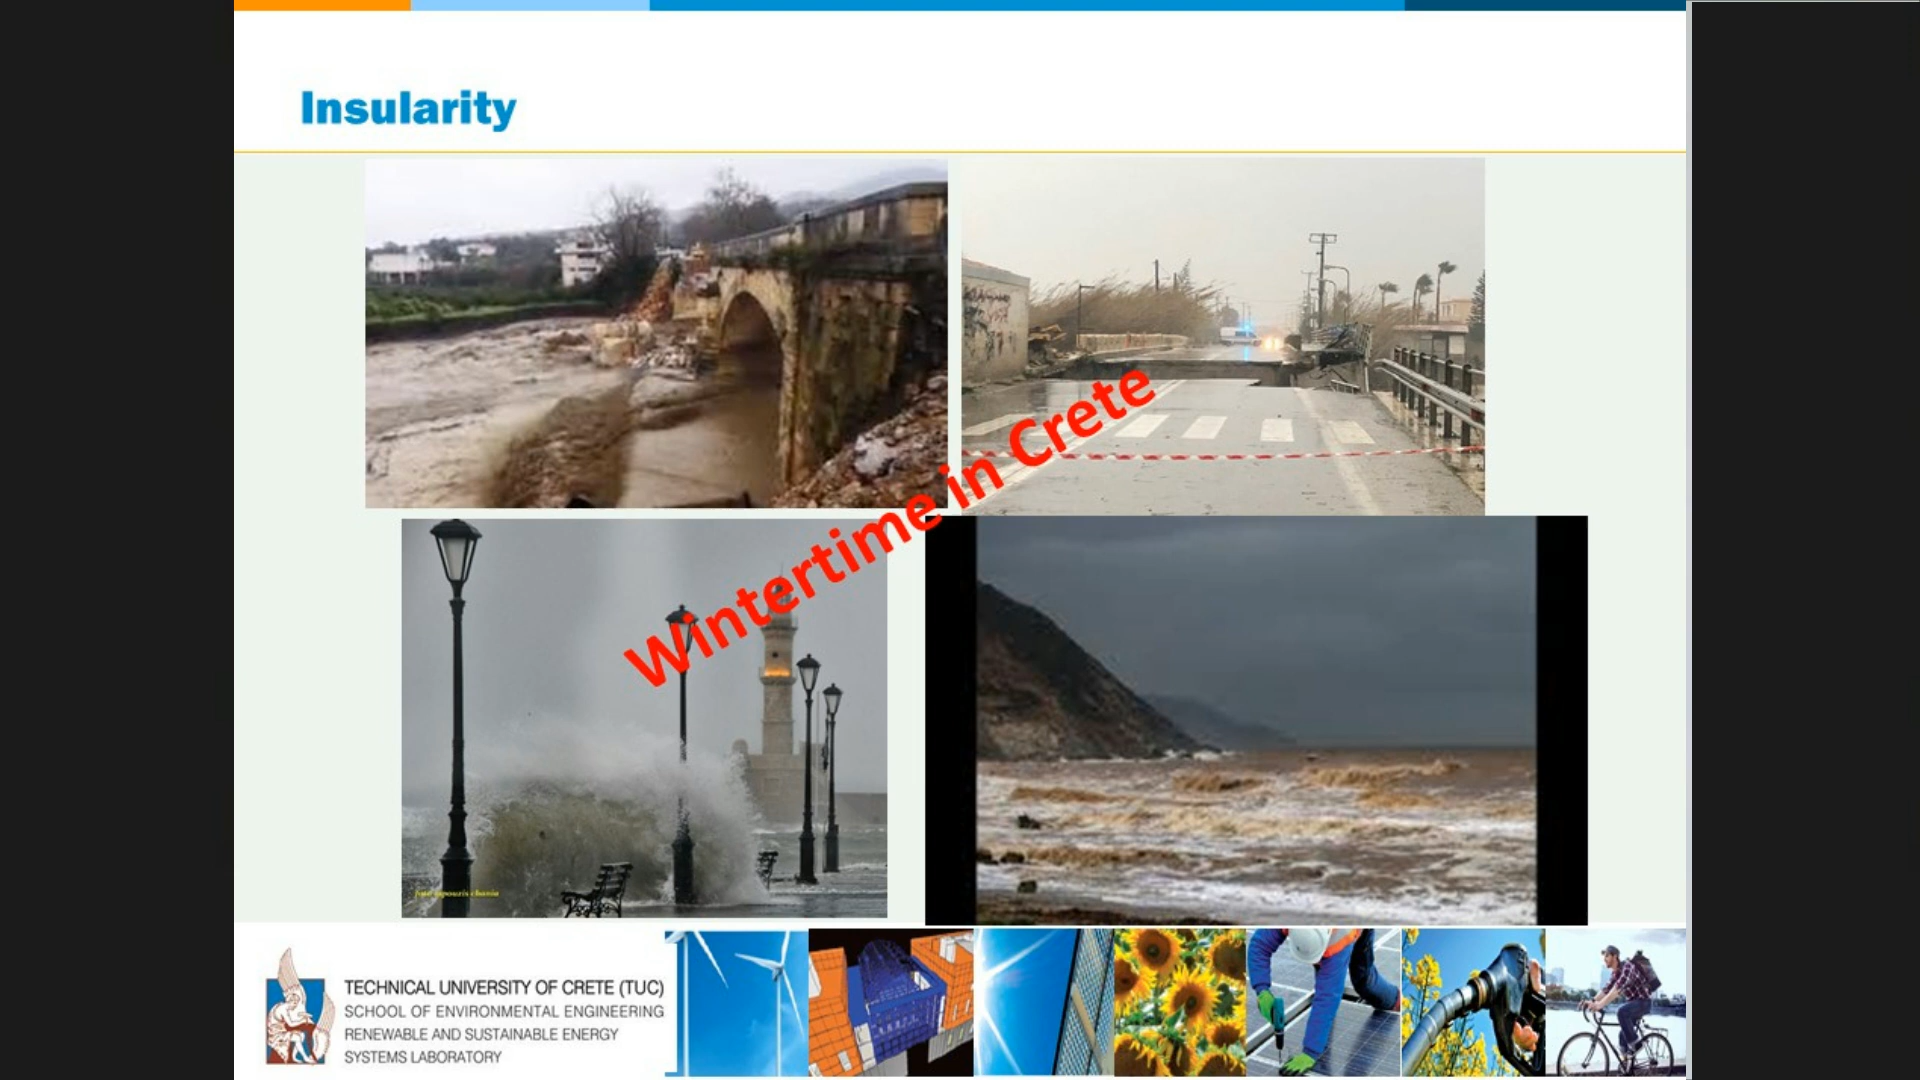 Insularity
Wintertime in Crete
TECHNICAL UNIVERSITY OF CRETE (TUC)
SCHOOL OF ENVIRONMENTAL ENGINEERING
RENEWABLE AND SUSTAINABLE ENERGY
SYSTEMS LABORATORY